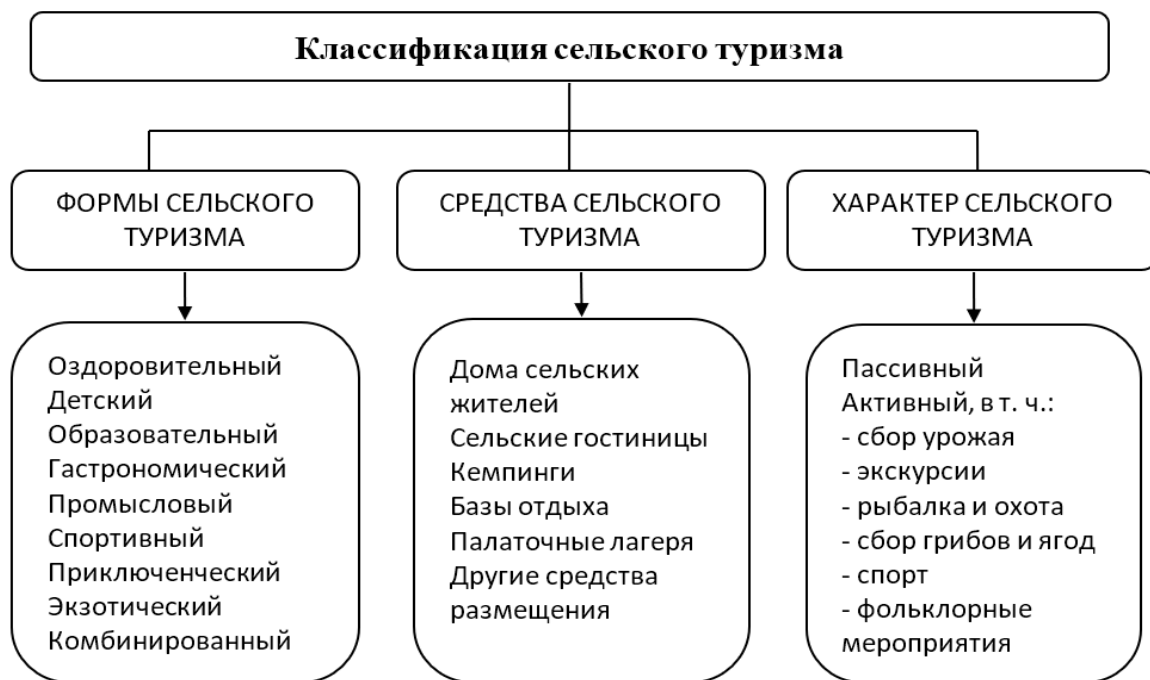 Классификация сельского туризма
ФОРМЫ СЕЛЬСКОГО
ТУРИЗМА
СРЕДСТВА СЕЛЬСКОГО
ТУРИЗМА
ХАРАКТЕР СЕЛЬСКОГО
ТУРИЗМА
Оздоровительный
Детский
Образовательный
Гастрономический
Промысловый
Спортивный
Приключенческий
Экзотический
Комбинированный
Дома сельских
жителей
Сельские гостиницы
Кемпинги
Базы отдыха
Палаточные лагеря
Другие средства
размещения
Пассивный
Активный, в т. ч.:
- сбор урожая
- экскурсии
- рыбалка и охота
- сбор грибов и ягод
- спорт
- фольклорные
мероприятия